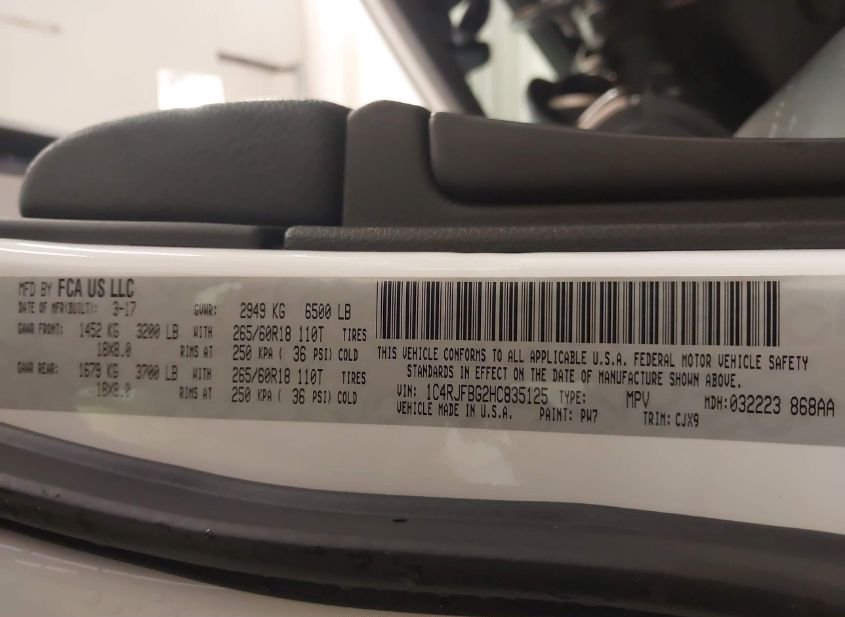 MFD BY FCA US LLC
DATE OF MFR(BUILT): 3-17 GVWR: 2949 KG 6500 LB
GAWR FRONT: 1452 KG 3200 LB WITH 265/60R18 110T TIRES
18X8.0 RIMS AT 250 KPA ( 36 PSI) COLD
GAWR REAR: 1679 KG 3700 LB WITH 265/60R18 110T TIRES
18X8.0 RIMS AT 250 KPA ( 36 PSI) COLD
THIS VEHICLE CONFORMS TO ALL APPLICABLE U.S.A. FEDERAL MOTOR VEHICLE SAFETY
STANDARDS IN EFFECT ON THE DATE OF MANUFACTURE SHOWN ABOVE.
VIN: 1C4RJFBG2HC835125 TYPE: MPV MDH:032223 868AA
VEHICLE MADE IN U.S.A. PAINT: PW7 TRIM: CJX9